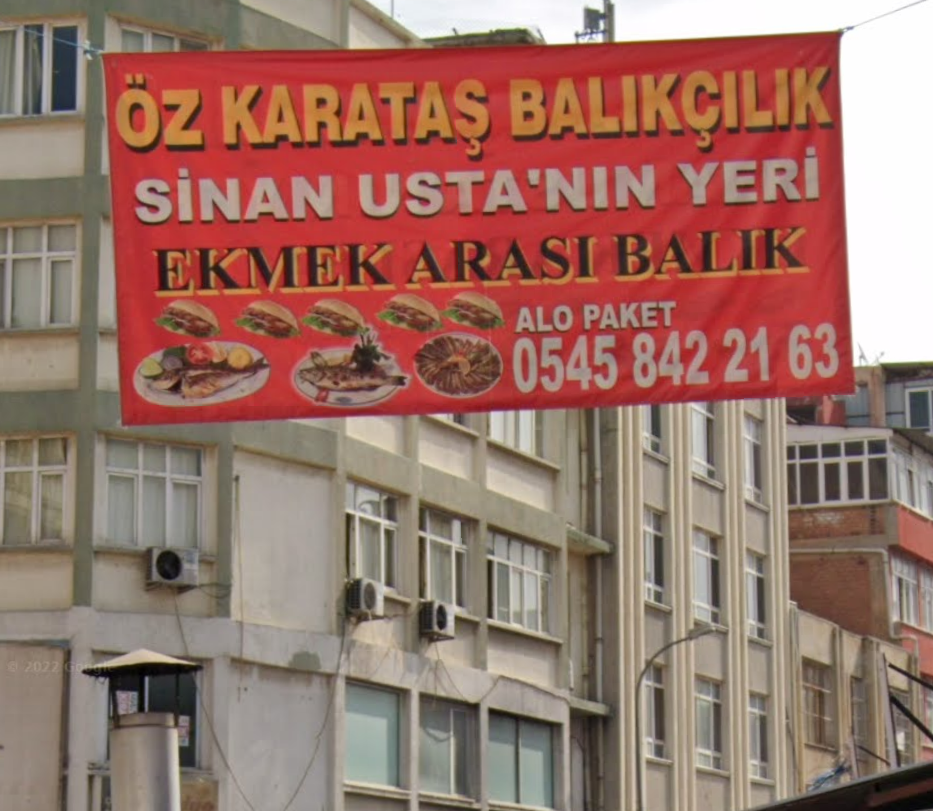 ÖZ KARATAŞ BALIKÇILIK
SİNAN USTA'NIN YERİ
EKMEK ARASI BALIK
ALO PAKET
0545 842 21 63
© 2022 Google